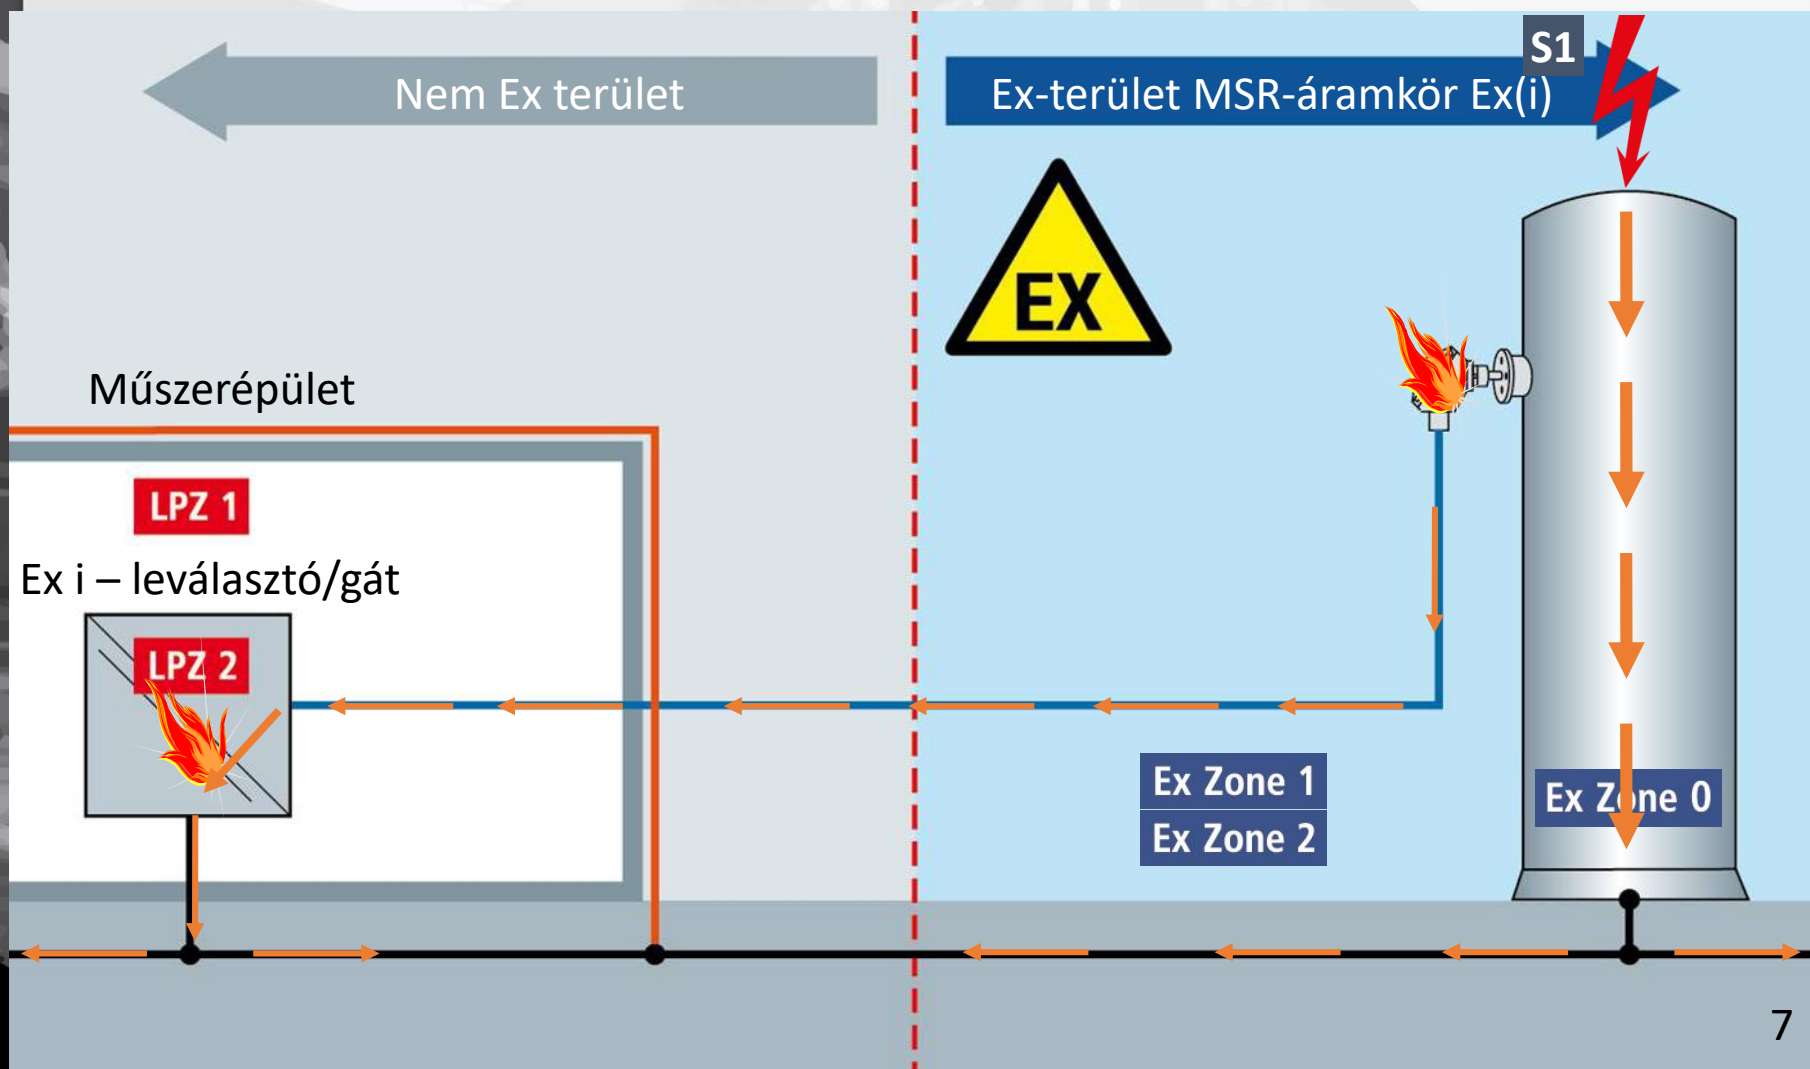 Nem Ex terület
Ex-terület MSR-áramkör Ex(i)
S1
EX
Műszerépület
LPZ 1
Ex i – leválasztó/gát
LPZ 2
Ex Zone 1
Ex Zone 2
Ex Zone 0
7